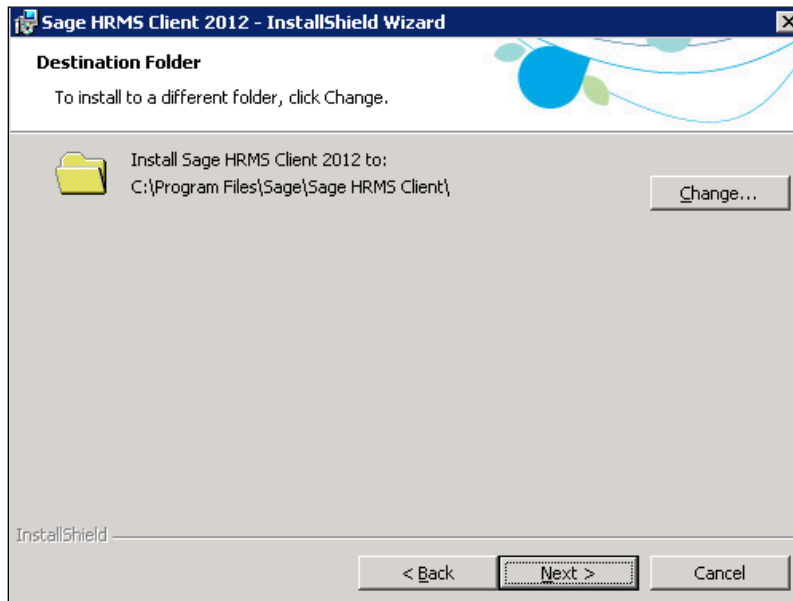 Sage HRMS Client 2012 - InstallShield Wizard
Destination Folder
To install to a different folder, click Change.
Install Sage HRMS Client 2012 to:
C:\Program Files\Sage\Sage HRMS Client\
Change...
InstallShield
< Back
Next >
Cancel